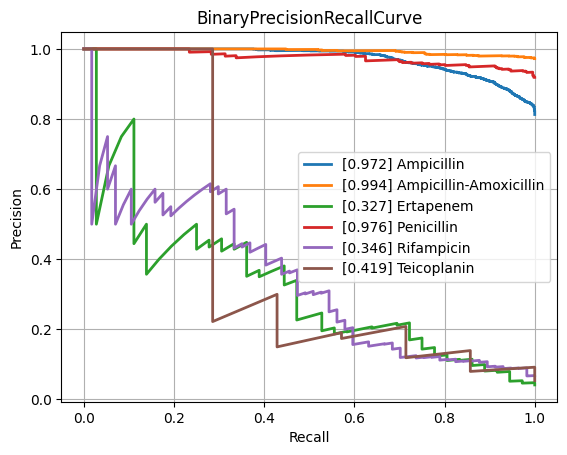 BinaryPrecisionRecallCurve
Precision
1.0
0.8
0.6
0.4
0.2
0.0
[0.972] Ampicillin
[0.994] Ampicillin-Amoxicillin
[0.327] Ertapenem
[0.976] Penicillin
[0.346] Rifampicin
[0.419] Teicoplanin
0.0 0.2 0.4 0.6 0.8 1.0
Recall